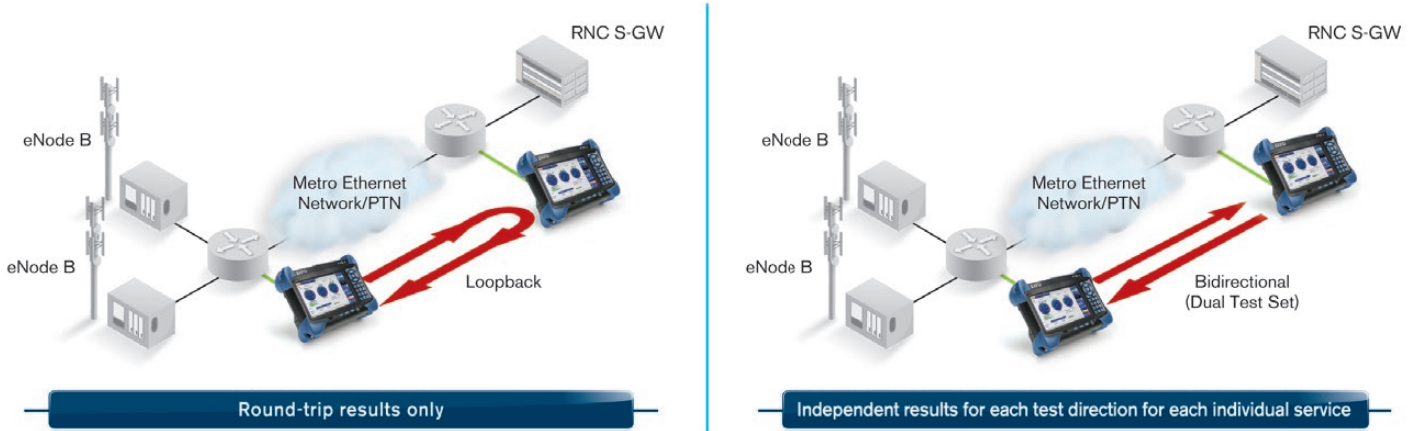 RNC S-GW
eNode B
Metro Ethernet
Network/PTN
eNode B
Loopback
Round-trip results only
RNC S-GW
eNode B
Metro Ethernet
Network/PTN
eNode B
Bidirectional
(Dual Test Set)
Independent results for each test direction for each individual service